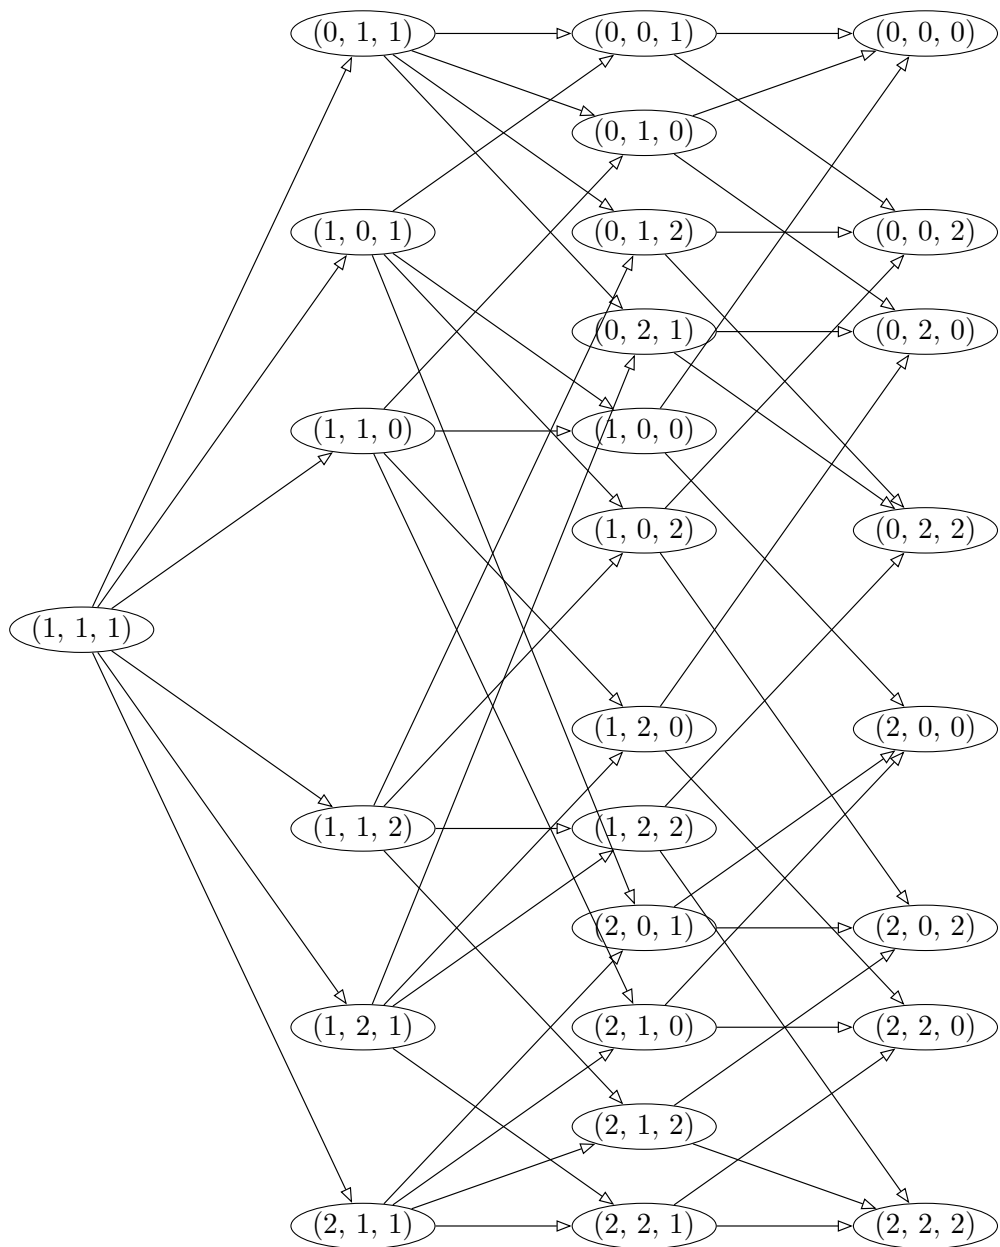 (0, 1, 1) (0, 0, 1) (0, 0, 0)
(0, 1, 0)
(1, 0, 1) (0, 1, 2) (0, 0, 2)
(0, 2, 1) (0, 2, 0)
(1, 1, 0) (1, 0, 0)
(1, 0, 2) (0, 2, 2)
(1, 1, 1)
(1, 2, 0) (2, 0, 0)
(1, 1, 2) (1, 2, 2)
(2, 0, 1) (2, 0, 2)
(1, 2, 1) (2, 1, 0) (2, 2, 0)
(2, 1, 2)
(2, 1, 1) (2, 2, 1) (2, 2, 2)